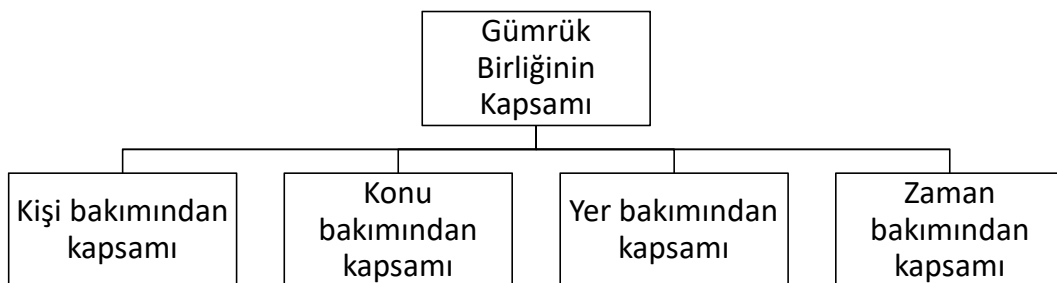 Gümrük
Birliğinin
Kapsamı
Kişi bakımından
kapsamı
Konu
bakımından
kapsamı
Yer bakımından
kapsamı
Zaman
bakımından
kapsamı